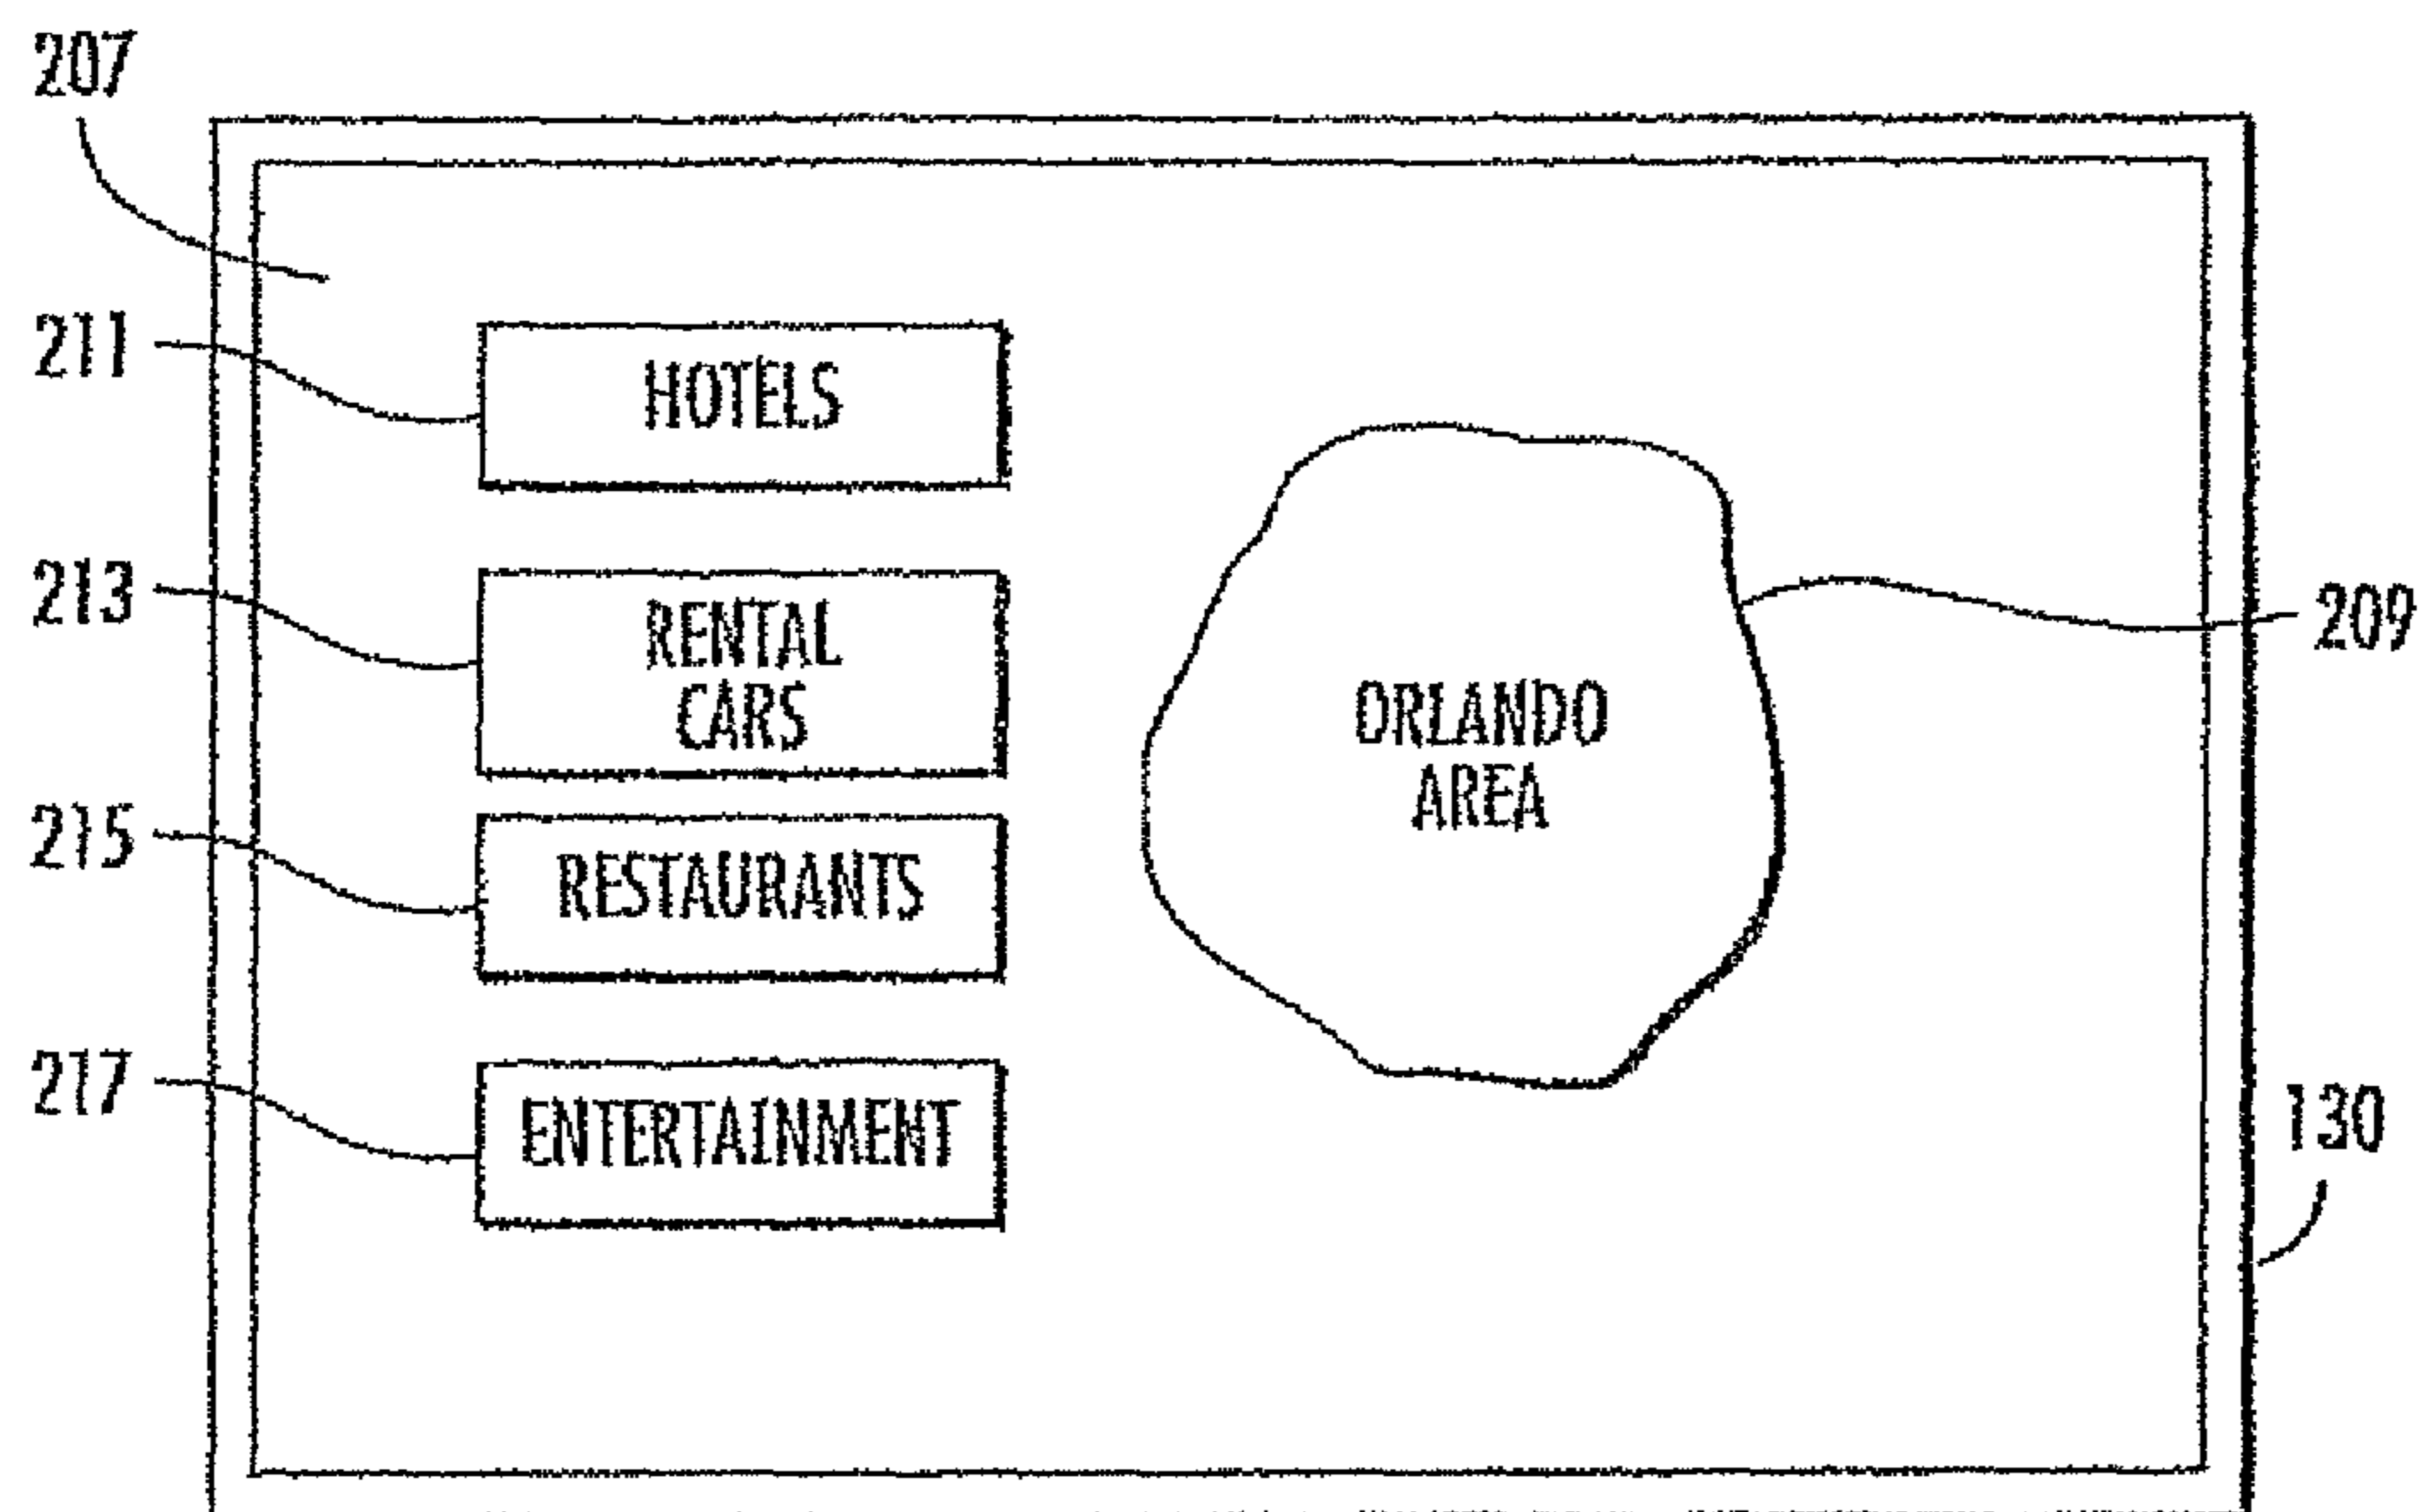 207
211
HOTELS
213
RENTAL
CARS
209
ORLANDO
AREA
215
RESTAURANTS
217
ENTERTAINMENT
130